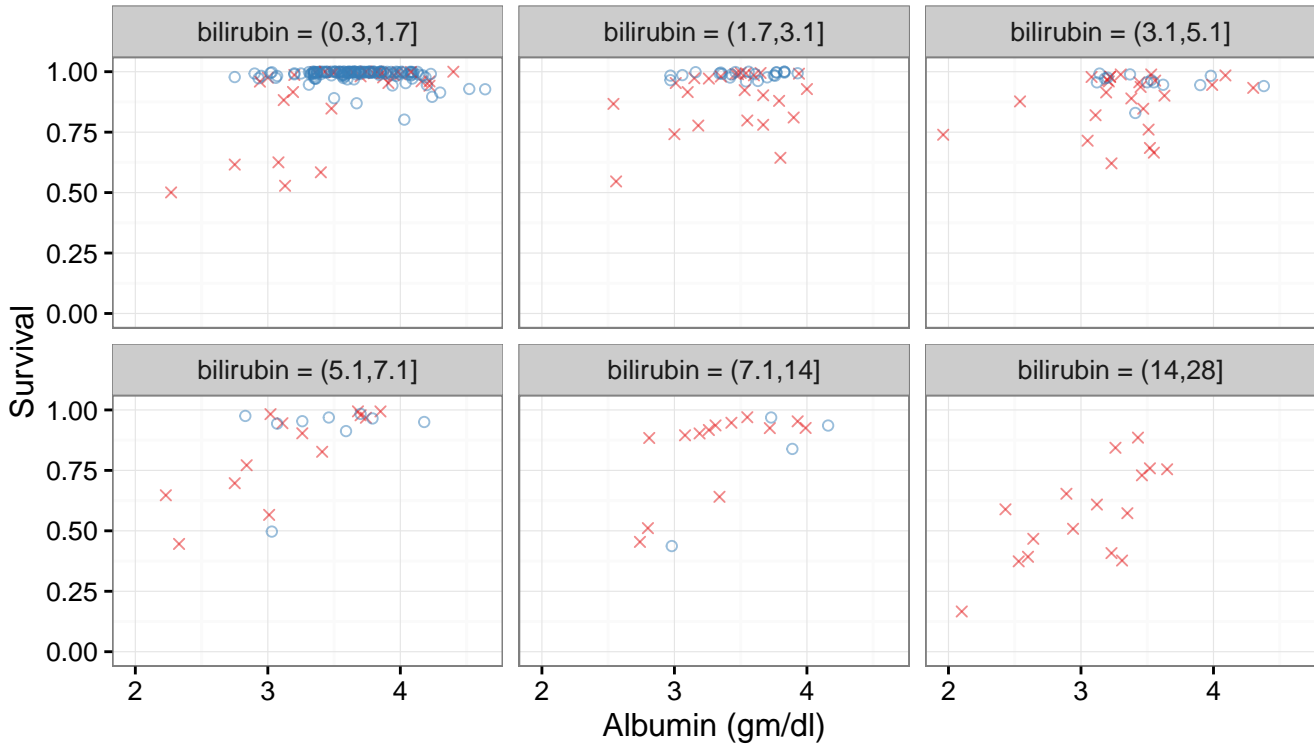 bilirubin = (0.3,1.7] bilirubin = (1.7,3.1] bilirubin = (3.1,5.1]
1.00
0.75
0.50
0.25
0.00
Survival
bilirubin = (5.1,7.1] bilirubin = (7.1,14] bilirubin = (14,28]
1.00
0.75
0.50
0.25
0.00
2 3 4 2 3 4 2 3 4
Albumin (gm/dl)